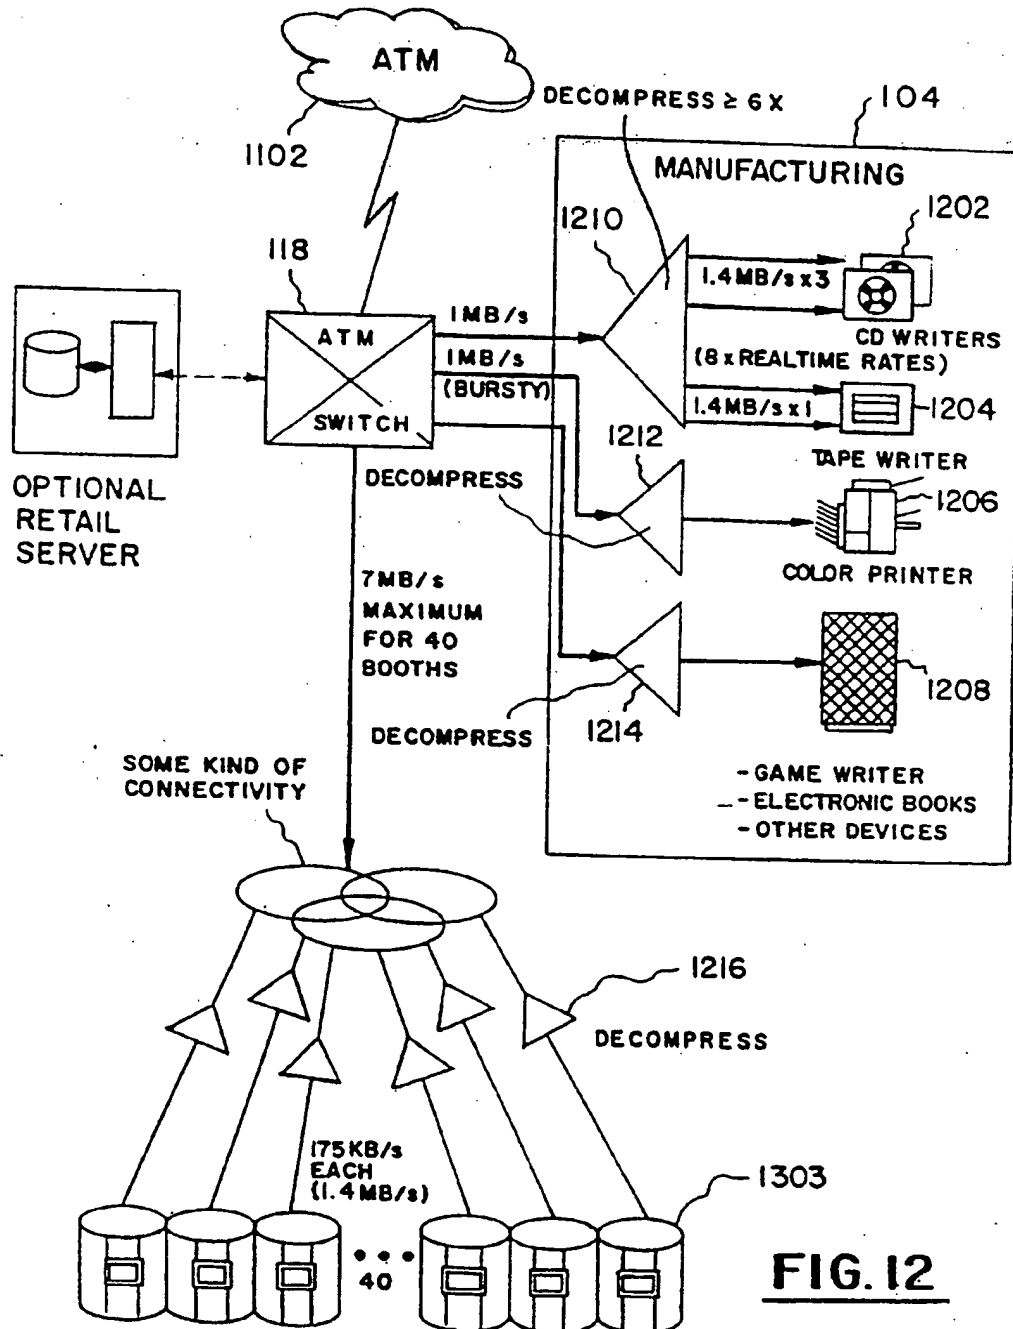 ATM
DECOMPRESS ≥ 6X
104
1102
MANUFACTURING
1210
1202
118
1.4MB/s x3
1MB/s
ATM
CD WRITERS
1MB/s
(8x REALTIME RATES)
(BURSTY)
1.4MB/s x1
1204
SWITCH
1212
TAPE WRITER
DECOMPRESS
1206
OPTIONAL
RETAIL
SERVER
COLOR PRINTER
7MB/s
MAXIMUM
FOR 40
BOOTHS
1208
DECOMPRESS
1214
SOME KIND OF
CONNECTIVITY
- GAME WRITER
- ELECTRONIC BOOKS
- OTHER DEVICES
1216
DECOMPRESS
175KB/s
EACH
(1.4MB/s)
1303
40
FIG. 12